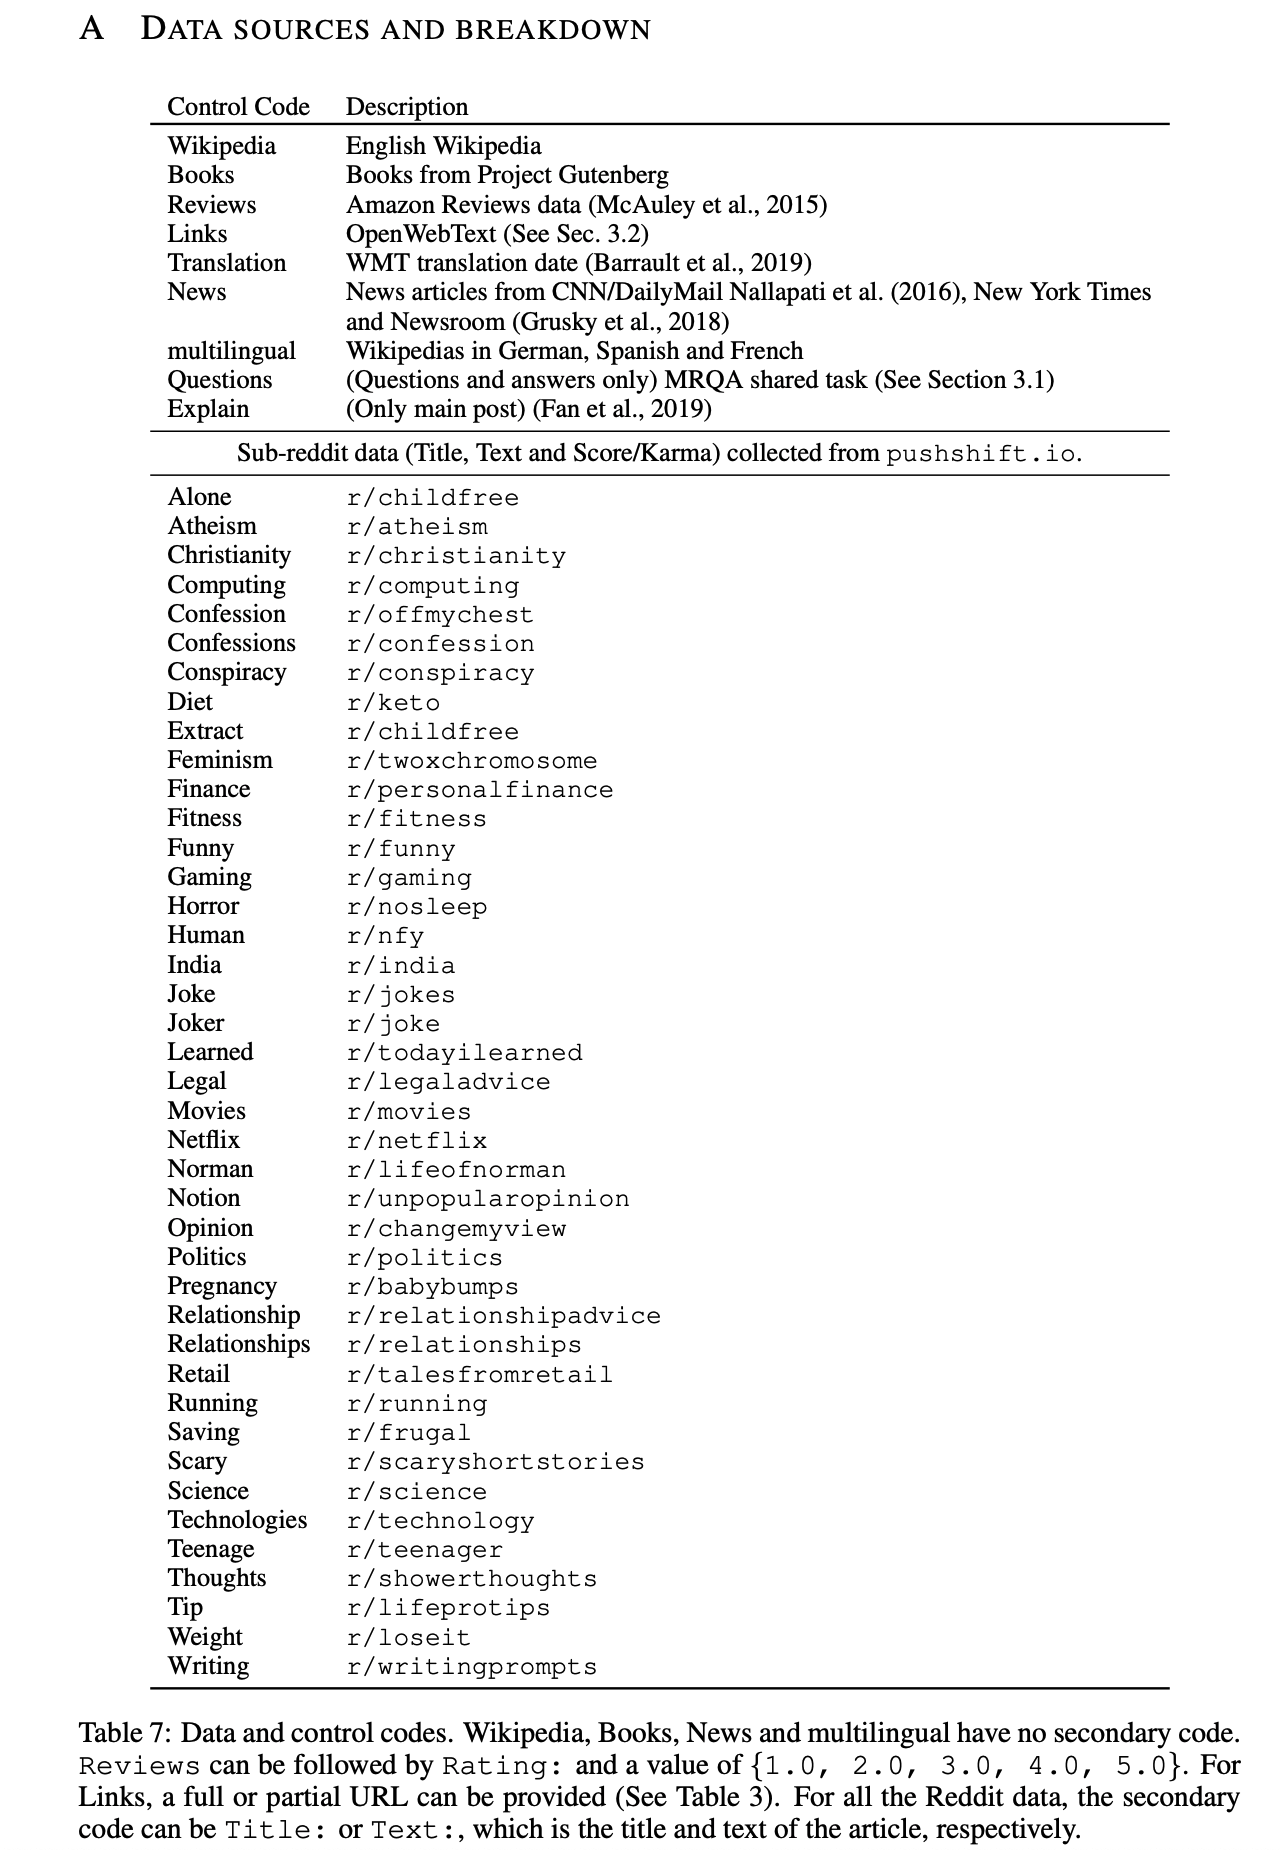 A DATA SOURCES AND BREAKDOWN
Control Code Description
Wikipedia English Wikipedia
Books Books from Project Gutenberg
Reviews Amazon Reviews data (McAuley et al., 2015)
Links OpenWebText (See Sec. 3.2)
Translation WMT translation date (Barrault et al., 2019)
News News articles from CNN/DailyMail Nallapati et al. (2016), New York Times
and Newsroom (Grusky et al., 2018)
multilingual Wikipedias in German, Spanish and French
Questions (Questions and answers only) MRQA shared task (See Section 3.1)
Explain (Only main post) (Fan et al., 2019)
Sub-reddit data (Title, Text and Score/Karma) collected from pushshift.io.
Alone r/childfree
Atheism r/atheism
Christianity r/christianity
Computing r/computing
Confession r/offmychest
Confessions r/confession
Conspiracy r/conspiracy
Diet r/keto
Extract r/childfree
Feminism r/twoxchromosome
Finance r/personalfinance
Fitness r/fitness
Funny r/funny
Gaming r/gaming
Horror r/nosleep
Human r/nfy
India r/india
Joke r/jokes
Joker r/joke
Learned r/todayilearned
Legal r/legaladvice
Movies r/movies
Netflix r/netflix
Norman r/lifeofnorman
Notion r/unpopularopinion
Opinion r/changemyview
Politics r/politics
Pregnancy r/babybumps
Relationship r/relationshipadvice
Relationships r/relationships
Retail r/talesfromretail
Running r/running
Saving r/frugal
Scary r/scaryshortstories
Science r/science
Technologies r/technology
Teenage r/teenager
Thoughts r/showerthoughts
Tip r/lifeprotips
Weight r/loseit
Writing r/writingprompts
Table 7: Data and control codes. Wikipedia, Books, News and multilingual have no secondary code.
Reviews can be followed by Rating: and a value of {1.0, 2.0, 3.0, 4.0, 5.0}. For
Links, a full or partial URL can be provided (See Table 3). For all the Reddit data, the secondary
code can be Title: or Text:, which is the title and text of the article, respectively.